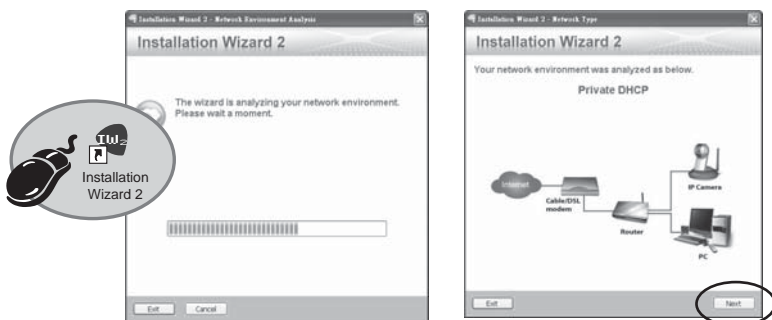 Installation Wizard 2 - Network Environment Analysis
Installation Wizard 2
The wizard is analyzing your network environment.
Please wait a moment.
IW2
Installation
Wizard 2
Exit
Cancel
Installation Wizard 2 - Network Type
Installation Wizard 2
Your network environment was analyzed as below.
Private DHCP
Internet
Cable/DSL
modem
Router
IP Camera
PC
Exit
Next